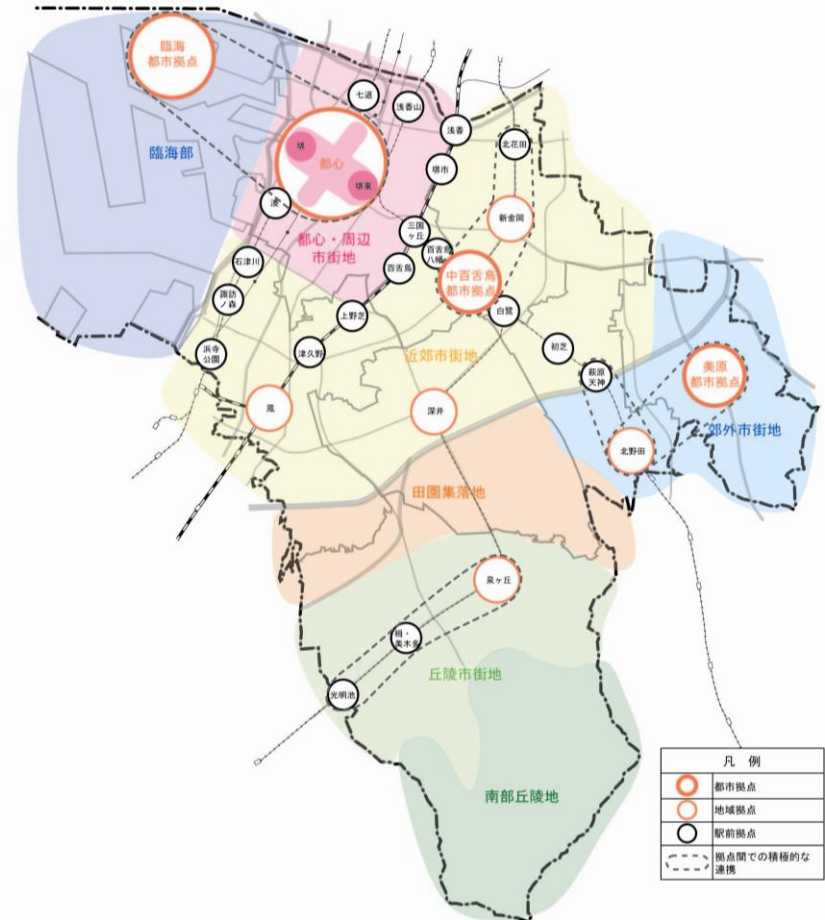 臨海
都市拠点
七道
浅香山
浅香
北花田
臨海部
堺
都心
堺東
堺市
湊
新金岡
三国
ヶ丘
都心・周辺
市街地
百舌鳥
八幡
石津川
百舌鳥
中百舌鳥
都市拠点
諏訪
ノ森
上野芝
白鷺
浜寺
公園
津久野
近郊市街地
初芝
萩原
天神
美原
都市拠点
鳳
深井
郊外市街地
北野田
田園集落地
泉ヶ丘
栂・
美木多
丘陵市街地
光明池
南部丘陵地
凡 例
都市拠点
地域拠点
駅前拠点
拠点間での積極的な
連携